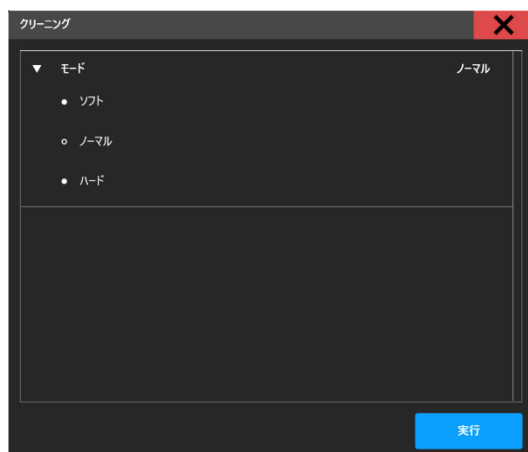 クリーニング
▼ モード ノーマル
● ソフト
○ ノーマル
● ハード
実行